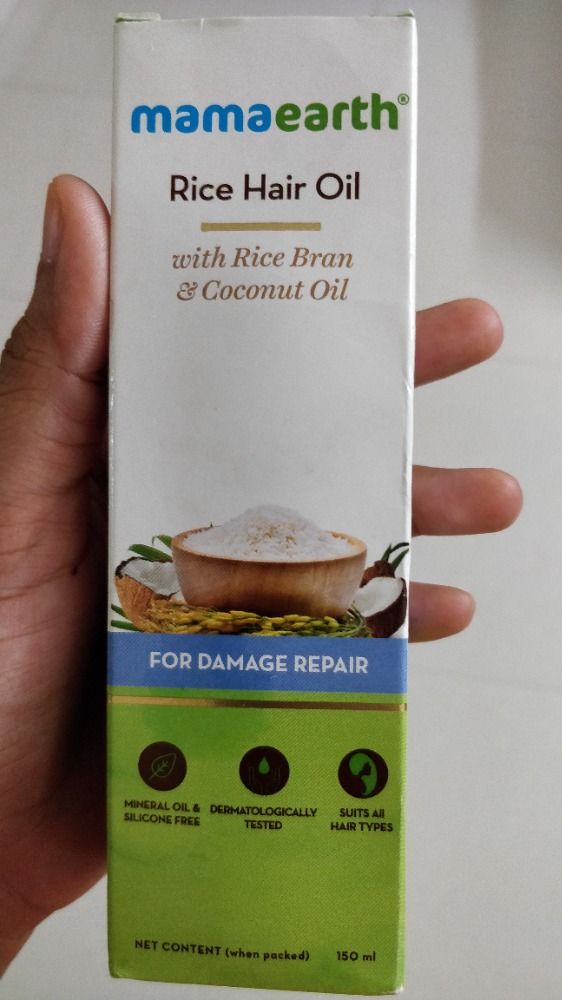 mamaearth®
Rice Hair Oil
with Rice Bran
& Coconut Oil
FOR DAMAGE REPAIR
MINERAL OIL &
SILICONE FREE
DERMATOLOGICALLY
TESTED
SUITS All
HAIR TYPES
NET CONTENT (when packed) 150 ml